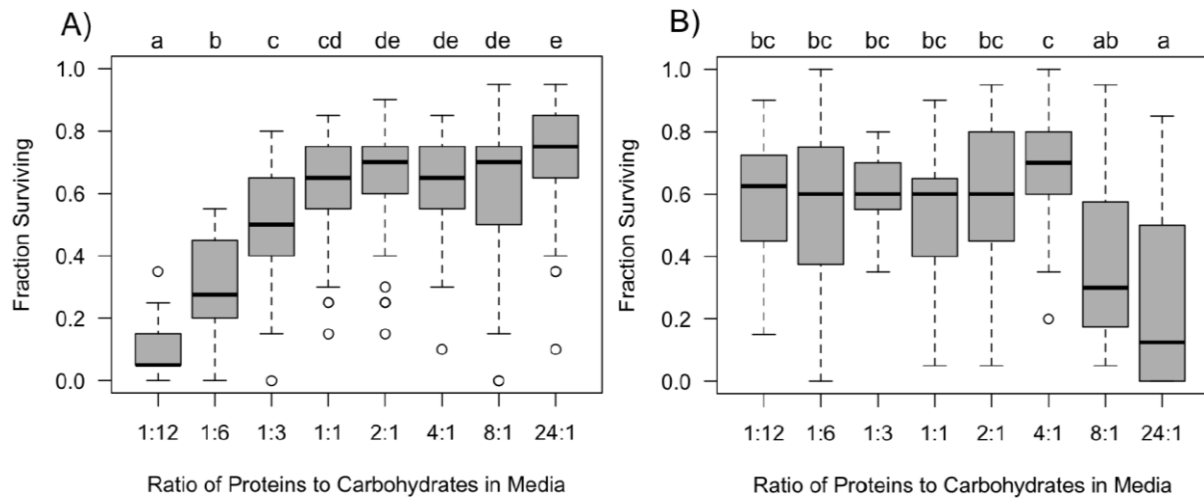 A)
a b c cd de de de e
Fraction Surviving
1.0
0.8
0.6
0.4
0.2
0.0
1:12 1:6 1:3 1:1 2:1 4:1 8:1 24:1
Ratio of Proteins to Carbohydrates in Media
B)
bc bc bc bc bc c ab a
Fraction Surviving
1.0
0.8
0.6
0.4
0.2
0.0
1:12 1:6 1:3 1:1 2:1 4:1 8:1 24:1
Ratio of Proteins to Carbohydrates in Media